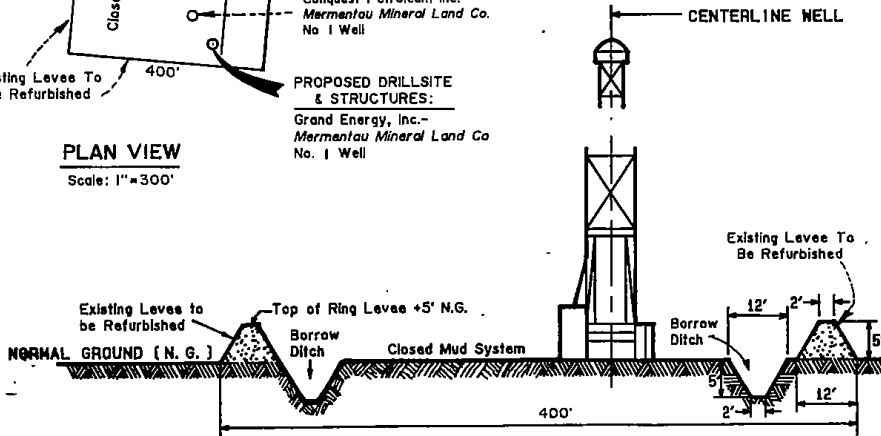 Mermentau Mineral Land Co.
No. 1 Well
Close
sting Levee To
e Refurbished
400'
PROPOSED DRILLSITE
& STRUCTURES:
Grand Energy, Inc.-
Mermentau Mineral Land Co
No. 1 Well
PLAN VIEW
Scale: 1"=300'
CENTERLINE WELL
Existing Levee To
Be Refurbished
Existing Levee to
be Refurbished
Top of Ring Levee +5' N.G.
Borrow
Ditch
NORMAL GROUND (N.G.)
Closed Mud System
Borrow
Ditch
12'
2'
5'
5
2'
12'
400'